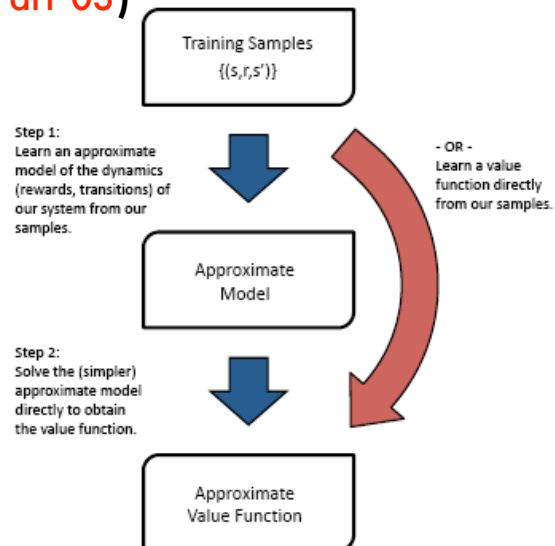 Training Samples
{(s,r,s')}
Step 1:
Learn an approximate
model of the dynamics
(rewards, transitions) of
our system from our
samples.
- OR -
Learn a value
function directly
from our samples.
Approximate
Model
Step 2:
Solve the (simpler)
approximate model
directly to obtain
the value function.
Approximate
Value Function